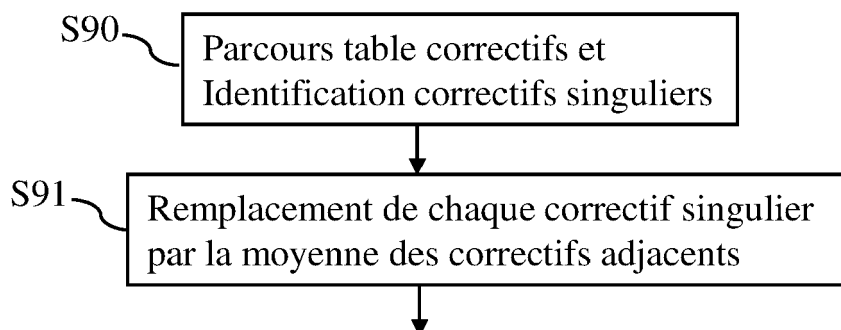 S90
Parcours table correctifs et
Identification correctifs singuliers
S91
Remplacement de chaque correctif singulier
par la moyenne des correctifs adjacents